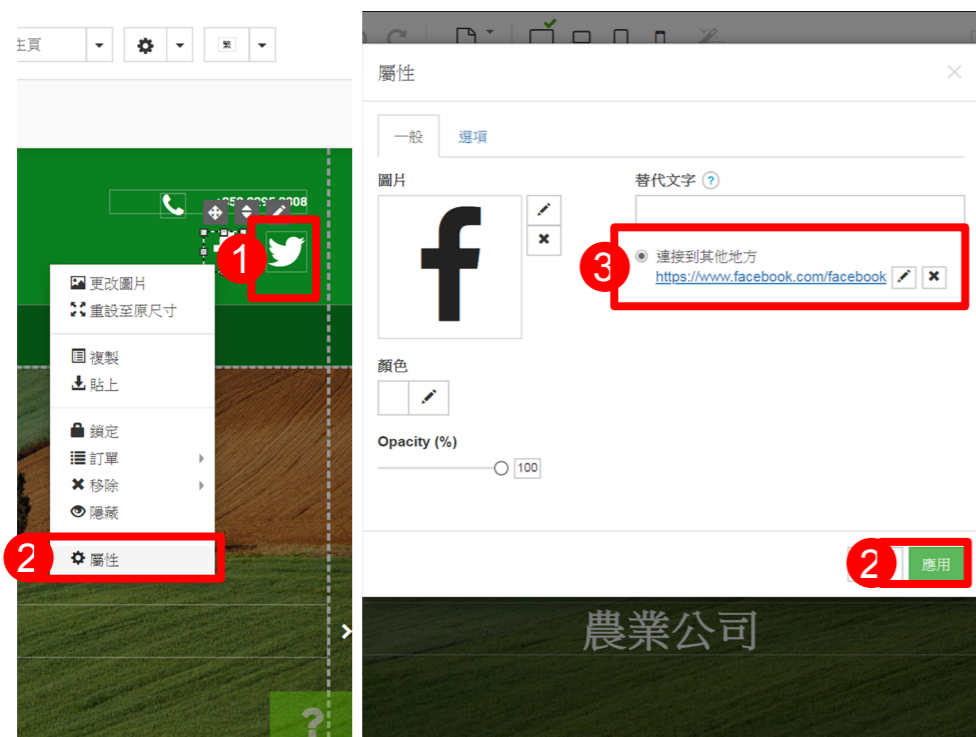 主頁
繁
1
更改圖片
重設至原尺寸
複製
貼上
鎖定
訂單
移除
隱藏
2
屬性
?
屬性
一般
選項
圖片
替代文字 ?
f
3
連接到其他地方
https://www.facebook.com/facebook
顏色
Opacity (%)
100
2
應用
農業公司